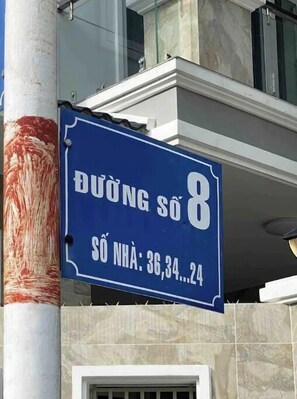 ĐƯỜNG SỐ 8
SỐ NHÀ: 36,34...24